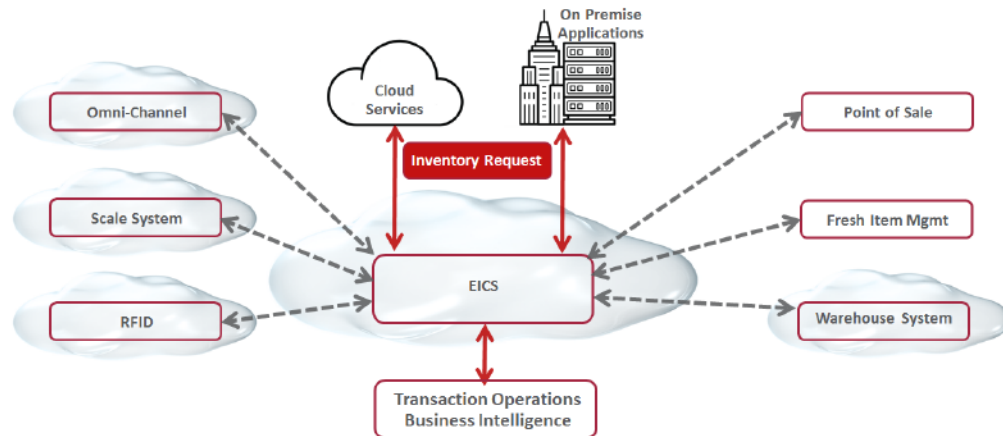 On Premise
Applications
Cloud
Services
Omni-Channel
Point of Sale
Inventory Request
Scale System
Fresh Item Mgmt
EICS
RFID
Warehouse System
Transaction Operations
Business Intelligence